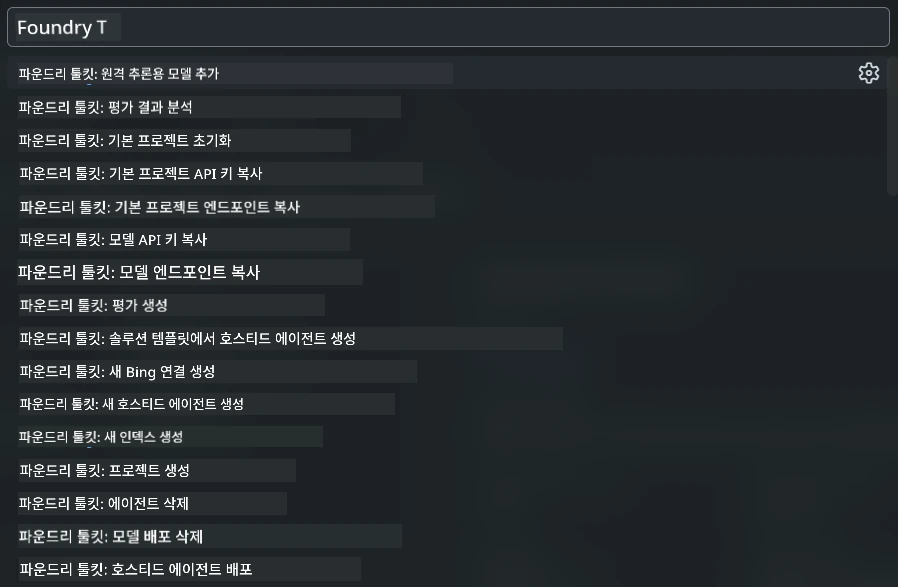 Foundry T
파운드리 툴킷: 원격 추론용 모델 추가
파운드리 툴킷: 평가 결과 분석
파운드리 툴킷: 기본 프로젝트 초기화
파운드리 툴킷: 기본 프로젝트 API 키 복사
파운드리 툴킷: 기본 프로젝트 엔드포인트 복사
파운드리 툴킷: 모델 API 키 복사
파운드리 툴킷: 모델 엔드포인트 복사
파운드리 툴킷: 평가 생성
파운드리 툴킷: 솔루션 템플릿에서 호스티드 에이전트 생성
파운드리 툴킷: 새 Bing 연결 생성
파운드리 툴킷: 새 호스티드 에이전트 생성
파운드리 툴킷: 새 인덱스 생성
파운드리 툴킷: 프로젝트 생성
파운드리 툴킷: 에이전트 삭제
파운드리 툴킷: 모델 배포 삭제
파운드리 툴킷: 호스티드 에이전트 배포